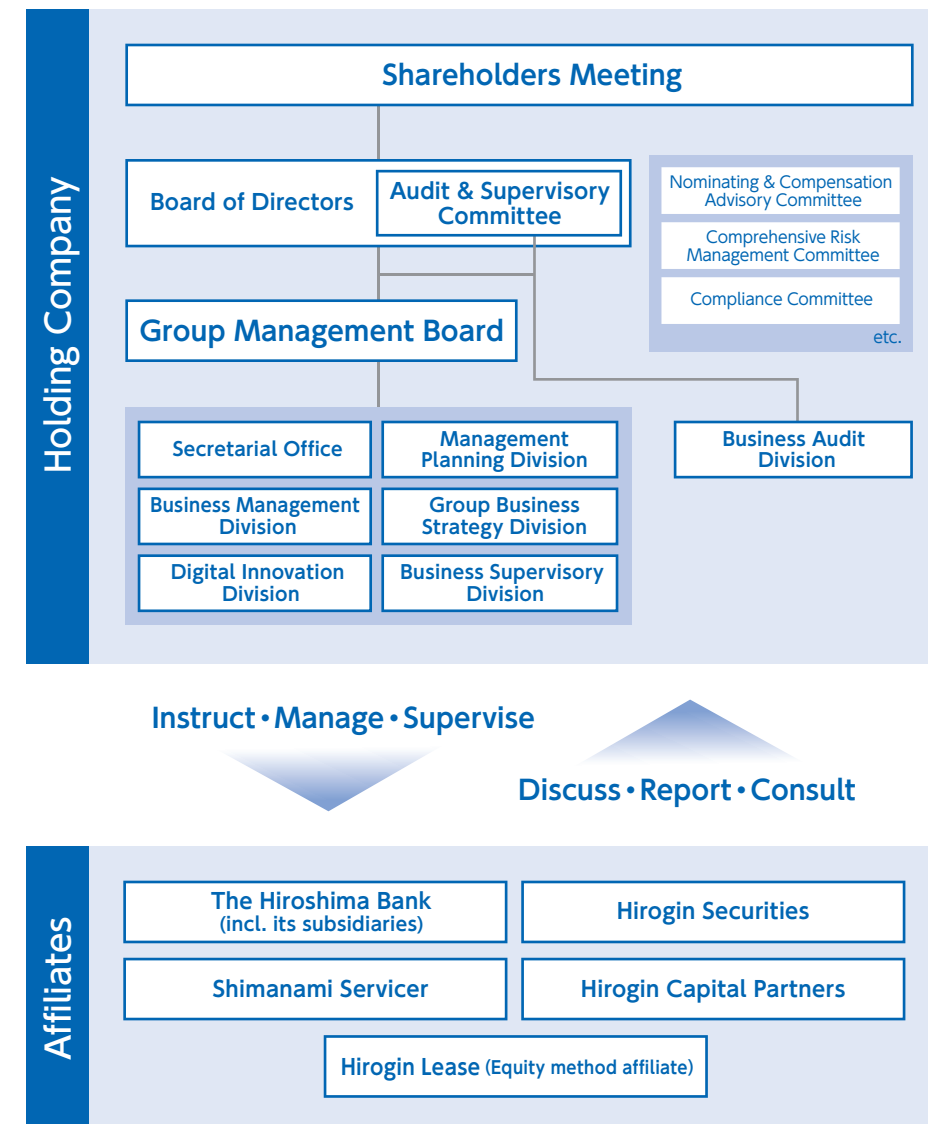 Holding Company
Shareholders Meeting
Board of Directors
Audit & Supervisory
Committee
Nominating & Compensation
Advisory Committee
Comprehensive Risk
Management Committee
Compliance Committee
etc.
Group Management Board
Secretarial Office
Management
Planning Division
Business Management
Division
Group Business
Strategy Division
Digital Innovation
Division
Business Supervisory
Division
Business Audit
Division
Instruct・Manage・Supervise
Discuss・Report・Consult
Affiliates
The Hiroshima Bank
(incl. its subsidiaries)
Hirogin Securities
Shimanami Servicer
Hirogin Capital Partners
Hirogin Lease (Equity method affiliate)